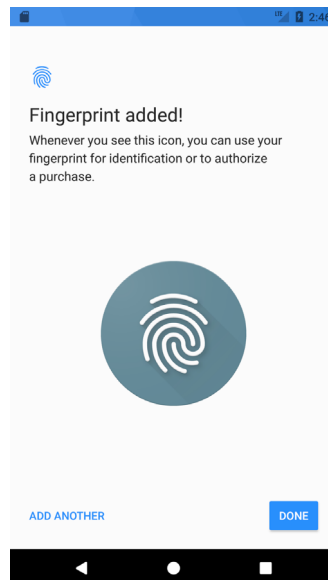 2:46
Fingerprint added!
Whenever you see this icon, you can use your
fingerprint for identification or to authorize
a purchase.
ADD ANOTHER
DONE